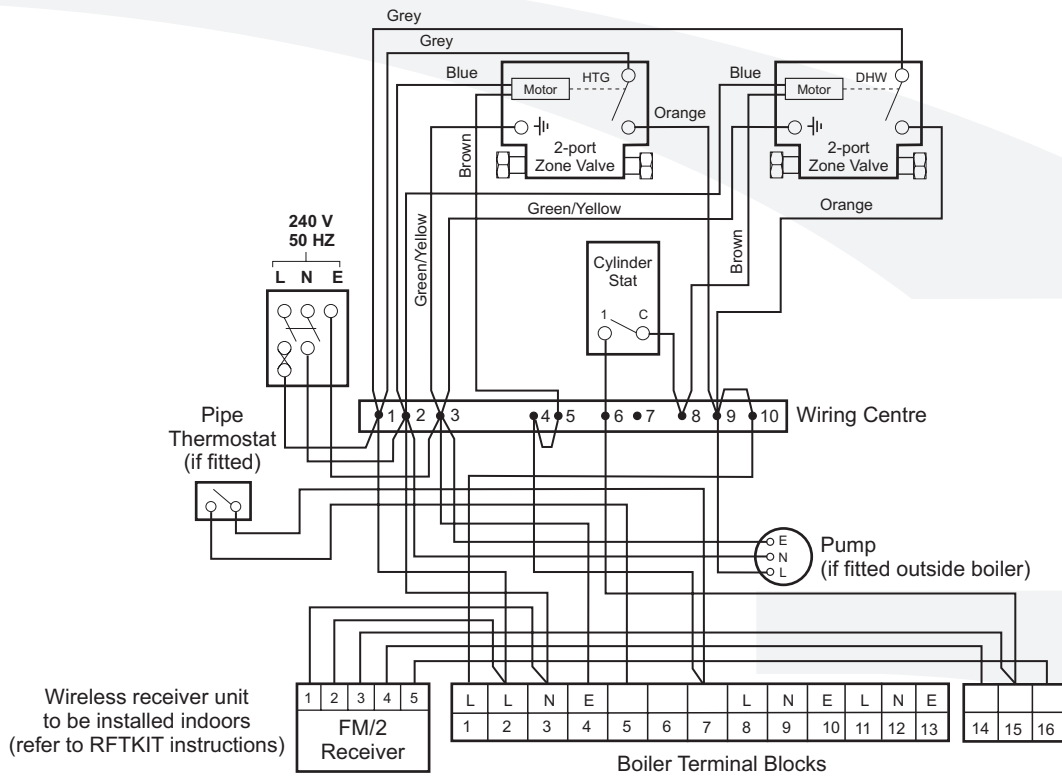 Grey
Grey
Blue
HTG
Motor
Orange
2-port
Zone Valve
Brown
Blue
DHW
Motor
2-port
Zone Valve
Orange
Green/Yellow
Green/Yellow
Brown
240 V
50 HZ
L N E
Cylinder
Stat
1 C
1 2 3 4 5 6 7 8 9 10
Wiring Centre
Pipe
Thermostat
(if fitted)
E
N
L
Pump
(if fitted outside boiler)
Wireless receiver unit
to be installed indoors
(refer to RFTKIT instructions)
1 2 3 4 5
FM/2
Receiver
L L N E L N E L N E
1 2 3 4 5 6 7 8 9 10 11 12 13
14 15 16
Boiler Terminal Blocks